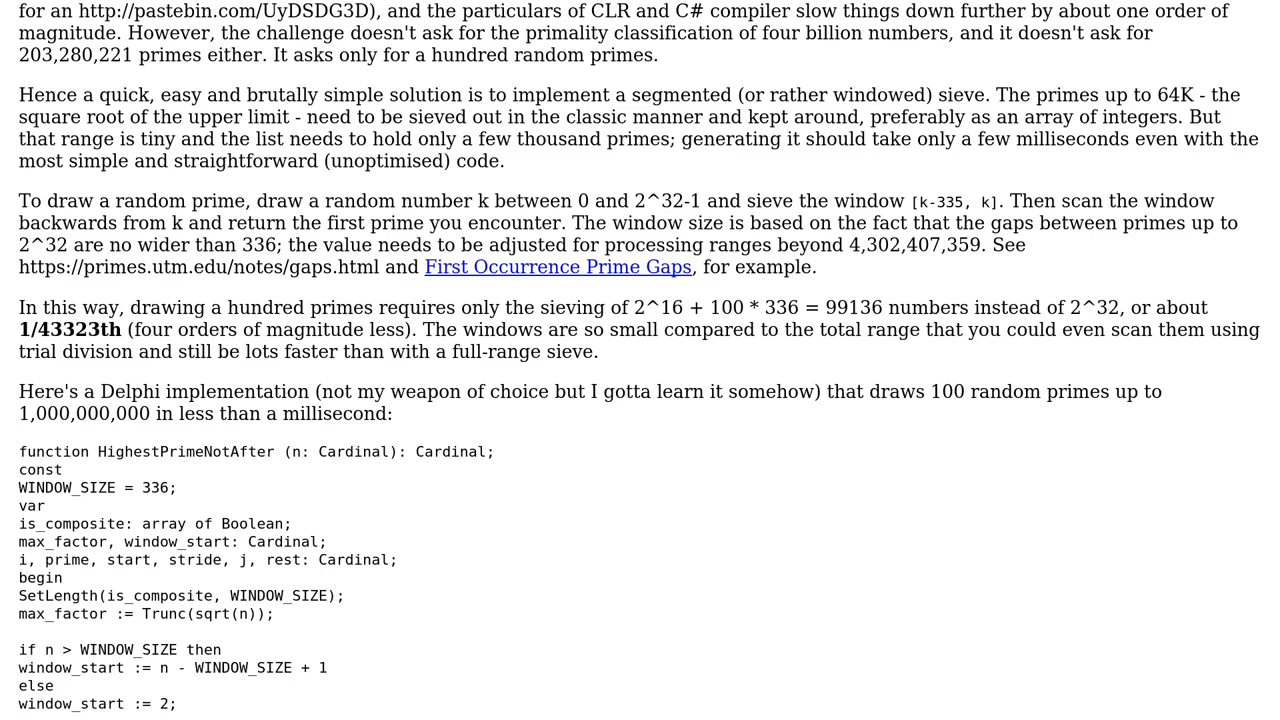 for an http://pastebin.com/UyDSDG3D), and the particulars of CLR and C# compiler slow things down further by about one order of
magnitude. However, the challenge doesn't ask for the primality classification of four billion numbers, and it doesn't ask for
203,280,221 primes either. It asks only for a hundred random primes.
Hence a quick, easy and brutally simple solution is to implement a segmented (or rather windowed) sieve. The primes up to 64K - the
square root of the upper limit - need to be sieved out in the classic manner and kept around, preferably as an array of integers. But
that range is tiny and the list needs to hold only a few thousand primes; generating it should take only a few milliseconds even with the
most simple and straightforward (unoptimised) code.
To draw a random prime, draw a random number k between 0 and 2^32-1 and sieve the window [k-335, k]. Then scan the window
backwards from k and return the first prime you encounter. The window size is based on the fact that the gaps between primes up to
2^32 are no wider than 336; the value needs to be adjusted for processing ranges beyond 4,302,407,359. See
https://primes.utm.edu/notes/gaps.html and First Occurrence Prime Gaps, for example.
In this way, drawing a hundred primes requires only the sieving of 2^16 + 100 * 336 = 99136 numbers instead of 2^32, or about
1/43323th (four orders of magnitude less). The windows are so small compared to the total range that you could even scan them using
trial division and still be lots faster than with a full-range sieve.
Here's a Delphi implementation (not my weapon of choice but I gotta learn it somehow) that draws 100 random primes up to
1,000,000,000 in less than a millisecond:
function HighestPrimeNotAfter (n: Cardinal): Cardinal;
const
WINDOW_SIZE = 336;
var
is_composite: array of Boolean;
max_factor, window_start: Cardinal;
i, prime, start, stride, j, rest: Cardinal;
begin
SetLength(is_composite, WINDOW_SIZE);
max_factor := Trunc(sqrt(n));
if n > WINDOW_SIZE then
window_start := n - WINDOW_SIZE + 1
else
window_start := 2;